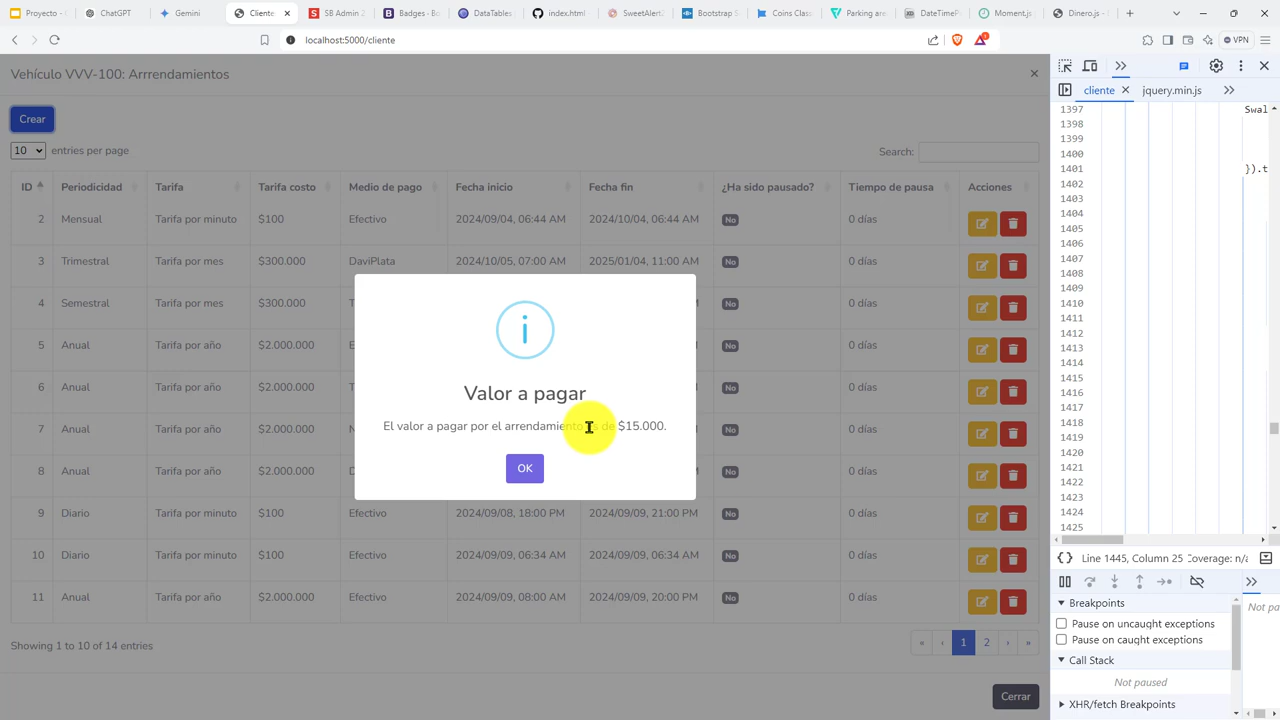 Proyecto -
ChatGPT
Gemini
Cliente
SB Admin 2
Badges - Bo
DataTables
index.html
SweetAlert2
Bootstrap S
Coins Class
Parking are
DateTimeP
Moment.js
Dinero.js -
localhost:5000/cliente
VPN
Vehículo VVV-100: Arrrendamientos
Crear
10 entries per page
Search:
ID Periodicidad Tarifa Tarifa costo Medio de pago Fecha inicio Fecha fin ¿Ha sido pausado? Tiempo de pausa Acciones
2 Mensual Tarifa por minuto $100 Efectivo 2024/09/04, 06:44 AM 2024/10/04, 06:44 AM No 0 días
3 Trimestral Tarifa por mes $300.000 DaviPlata 2024/10/05, 07:00 AM 2025/01/04, 11:00 AM No 0 días
4 Semestral Tarifa por mes $300.000 T M No 0 días
5 Anual Tarifa por año $2.000.000 M No 0 días
6 Anual Tarifa por año $2.000.000 T M No 0 días
7 Anual Tarifa por año $2.000.000 M No 0 días
8 Anual Tarifa por año $2.000.000 M No 0 días
9 Diario Tarifa por minuto $100 Efectivo 2024/09/08, 18:00 PM 2024/09/09, 21:00 PM No 0 días
10 Diario Tarifa por minuto $100 Efectivo 2024/09/09, 06:34 AM 2024/09/09, 06:34 AM No 0 días
11 Anual Tarifa por año $2.000.000 Efectivo 2024/09/09, 08:00 AM 2024/09/09, 20:00 PM No 0 días
Showing 1 to 10 of 14 entries
« ‹ 1 2 › »
Cerrar
Valor a pagar
El valor a pagar por el arrendamiento es de $15.000.
OK
cliente
jquery.min.js
1397 Swal
1398
1399
1400
1401 }).t
1402
1403
1404
1405
1406
1407
1408
1409
1410
1411
1412
1413
1414
1415
1416
1417
1418
1419
1420
1421
1422
1423
1424
1425
{ } Line 1445, Column 25 Coverage: n/a
Breakpoints
Pause on uncaught exceptions
Pause on caught exceptions
Call Stack
Not paused
XHR/fetch Breakpoints
Not pa